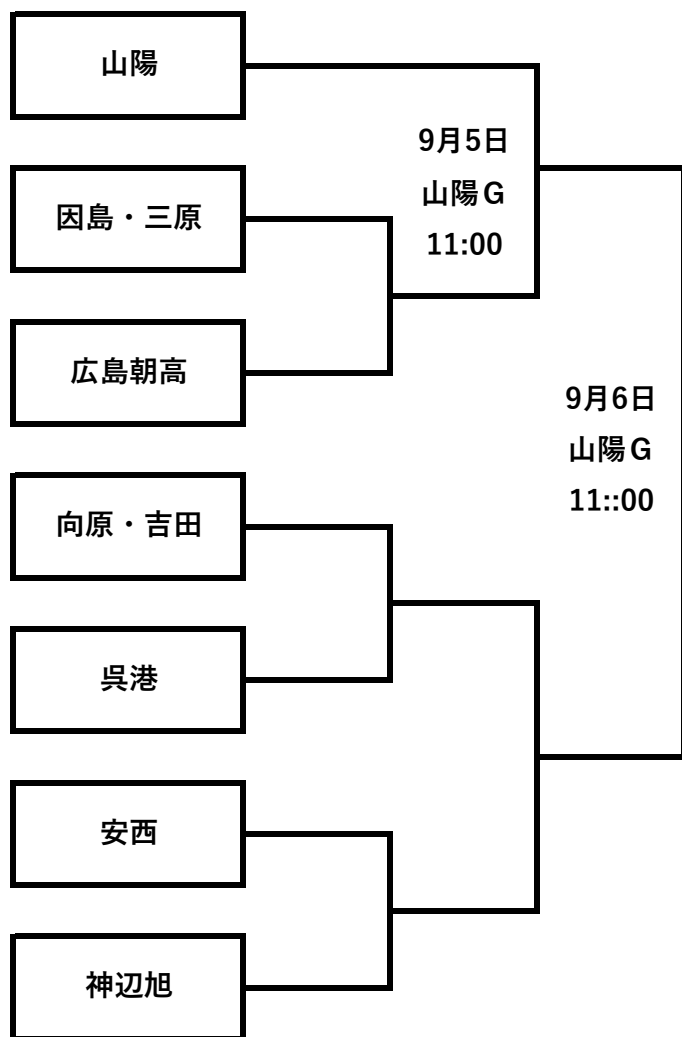 山陽
9月5日
山陽Ｇ
11:00
因島・三原
広島朝高
9月6日
山陽Ｇ
11::00
向原・吉田
呉港
安西
神辺旭